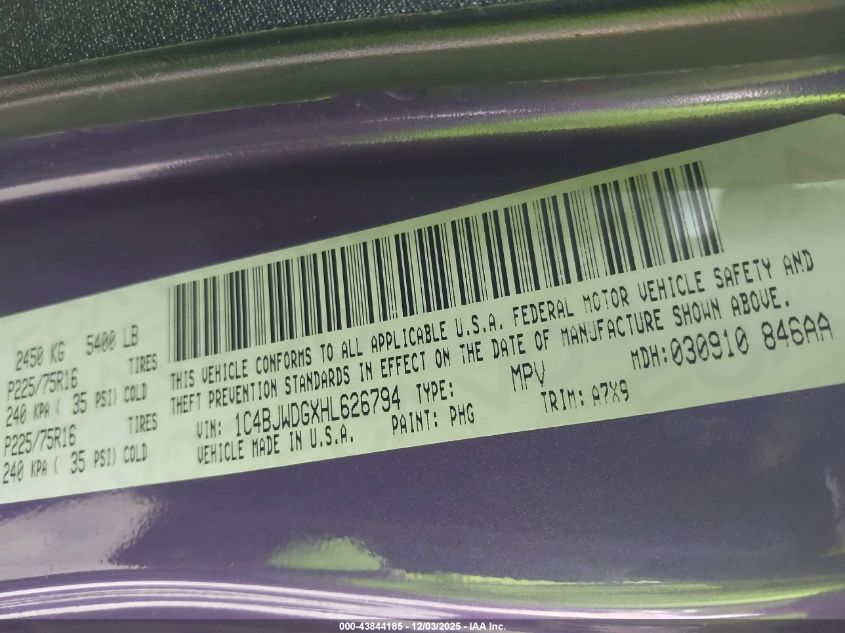 2450 KG 5400 LB
P225/75R16 TIRES
240 KPA ( 35 PSI) COLD
P225/75R16 TIRES
240 KPA ( 35 PSI) COLD
THIS VEHICLE CONFORMS TO ALL APPLICABLE U.S.A. FEDERAL MOTOR VEHICLE SAFETY AND
THEFT PREVENTION STANDARDS IN EFFECT ON THE DATE OF MANUFACTURE SHOWN ABOVE.
VIN: 1C4BJWDGXHL626794 TYPE: MPV MDH:030910 846AA
VEHICLE MADE IN U.S.A. PAINT: PHG TRIM: A7X9
000-43844185 - 12/03/2025 - IAA Inc.